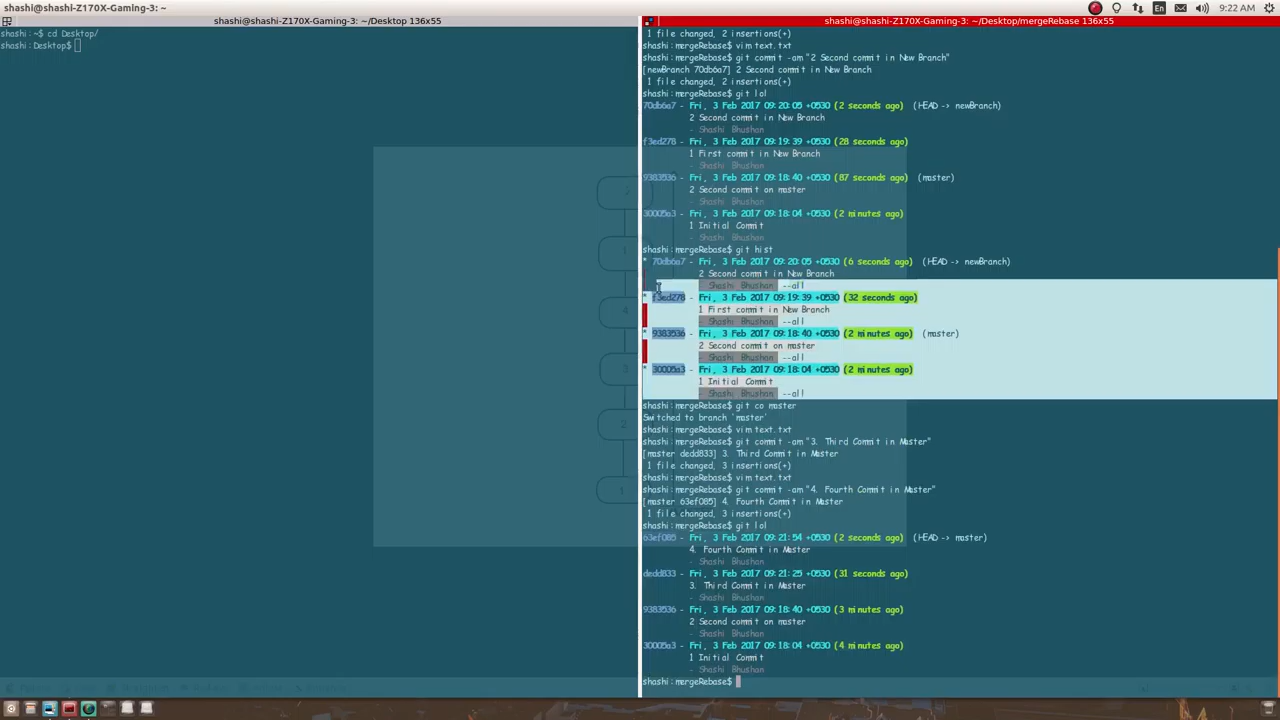 shashi@shashi-Z170X-Gaming-3: ~
En
9:22 AM
shashi@shashi-Z170X-Gaming-3: ~/Desktop 136x55
shashi@shashi-Z170X-Gaming-3: ~/Desktop/mergeRebase 136x55
shashi:~$ cd Desktop/
shashi:Desktop$
1 file changed, 2 insertions(+)
shashi:mergeRebase$ vim text.txt
shashi:mergeRebase$ git commit -am "2 Second commit in New Branch"
[newBranch 70db6a7] 2 Second commit in New Branch
1 file changed, 2 insertions(+)
shashi:mergeRebase$ git lol
70db6a7 - Fri, 3 Feb 2017 09:20:05 +0530 (2 seconds ago) (HEAD -> newBranch)
2 Second commit in New Branch
- Shashi Bhushan
f3ed278 - Fri, 3 Feb 2017 09:19:39 +0530 (28 seconds ago)
1 First commit in New Branch
- Shashi Bhushan
9383536 - Fri, 3 Feb 2017 09:18:40 +0530 (87 seconds ago) (master)
2 Second commit on master
- Shashi Bhushan
30005a3 - Fri, 3 Feb 2017 09:18:04 +0530 (2 minutes ago)
1 Initial Commit
- Shashi Bhushan
shashi:mergeRebase$ git hist
* 70db6a7 - Fri, 3 Feb 2017 09:20:05 +0530 (6 seconds ago) (HEAD -> newBranch)
2 Second commit in New Branch
- Shashi Bhushan --all
* f3ed278 - Fri, 3 Feb 2017 09:19:39 +0530 (32 seconds ago)
1 First commit in New Branch
- Shashi Bhushan --all
* 9383536 - Fri, 3 Feb 2017 09:18:40 +0530 (2 minutes ago) (master)
2 Second commit on master
- Shashi Bhushan --all
* 30005a3 - Fri, 3 Feb 2017 09:18:04 +0530 (2 minutes ago)
1 Initial Commit
- Shashi Bhushan --all
shashi:mergeRebase$ git co master
Switched to branch 'master'
shashi:mergeRebase$ vim text.txt
shashi:mergeRebase$ git commit -am "3. Third Commit in Master"
[master dedd833] 3. Third Commit in Master
1 file changed, 3 insertions(+)
shashi:mergeRebase$ vim text.txt
shashi:mergeRebase$ git commit -am "4. Fourth Commit in Master"
[master 63ef085] 4. Fourth Commit in Master
1 file changed, 3 insertions(+)
shashi:mergeRebase$ git lol
63ef085 - Fri, 3 Feb 2017 09:21:54 +0530 (2 seconds ago) (HEAD -> master)
4. Fourth Commit in Master
- Shashi Bhushan
dedd833 - Fri, 3 Feb 2017 09:21:25 +0530 (31 seconds ago)
3. Third Commit in Master
- Shashi Bhushan
9383536 - Fri, 3 Feb 2017 09:18:40 +0530 (3 minutes ago)
2 Second commit on master
- Shashi Bhushan
30005a3 - Fri, 3 Feb 2017 09:18:04 +0530 (4 minutes ago)
1 Initial Commit
- Shashi Bhushan
shashi:mergeRebase$
4
3
2
1